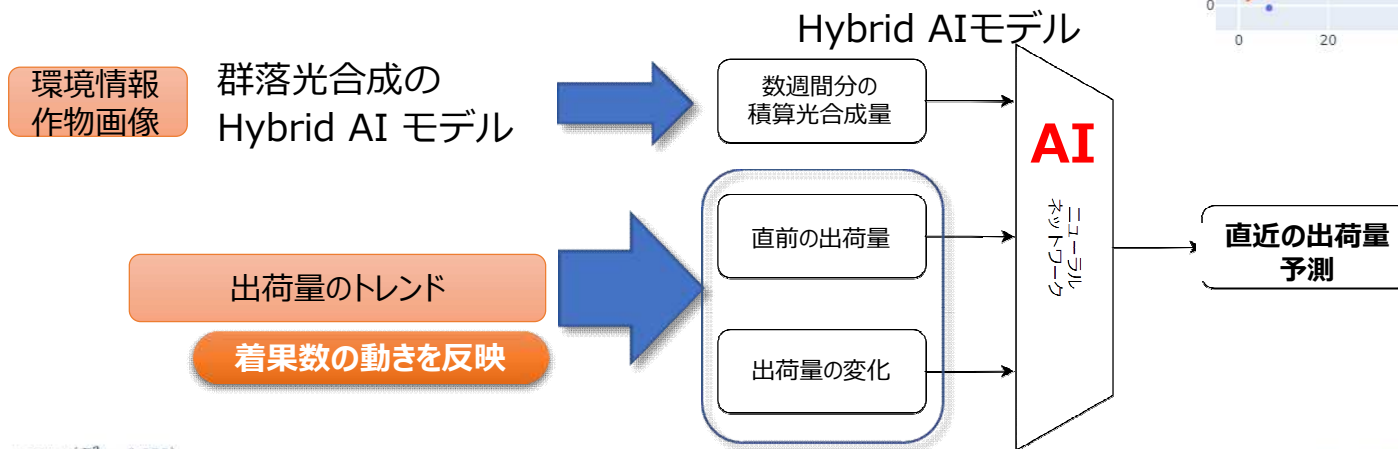 Hybrid AIモデル
0
0
20
環境情報
作物画像
群落光合成の
Hybrid AI モデル
数週間分の
積算光合成量
AI
ニューラル
ネットワーク
直前の出荷量
直近の出荷量
予測
出荷量のトレンド
着果数の動きを反映
出荷量の変化